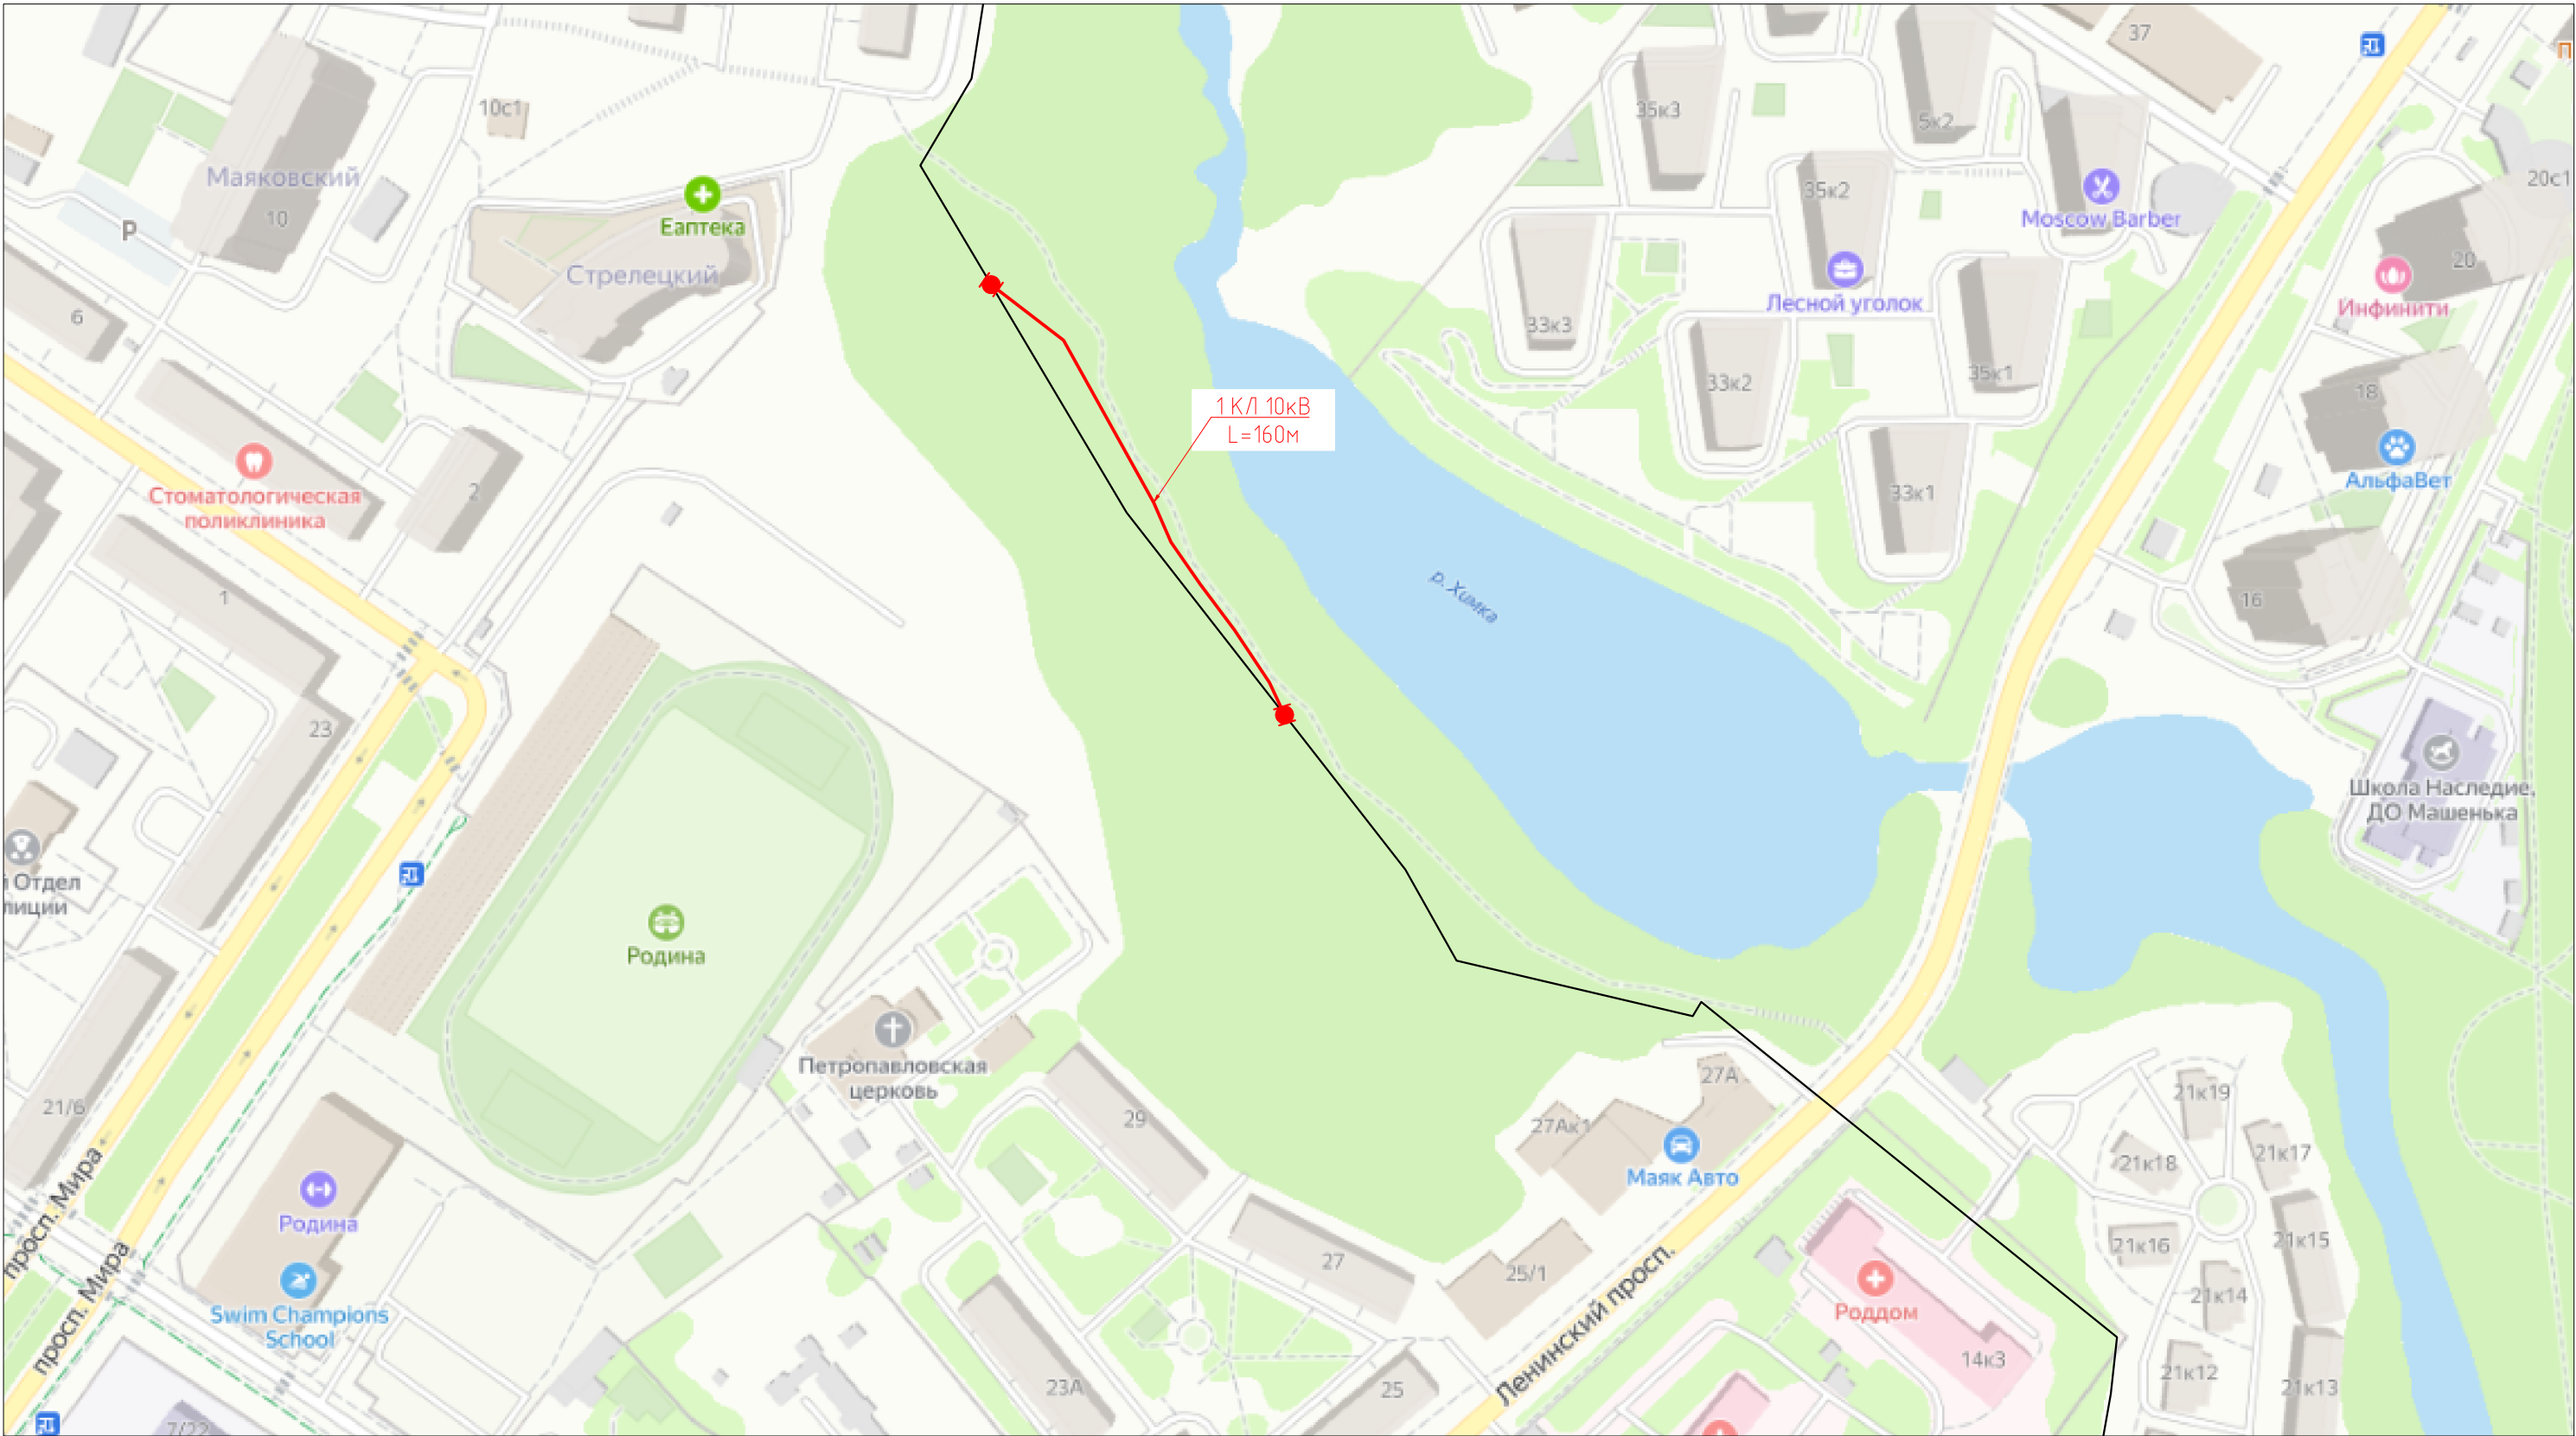 37
П
10с1
35к3
5к2
Маяковский
10
Еаптека
35к2
Moscow Barber
20с1
Р
Стрелецкий
Лесной уголок
20
Инфинити
6
33к3
33к2
35к1
18
1 КЛ 10кВ
L=160м
АльфаВет
Стоматологическая
поликлиника
2
33к1
р. Химка
1
16
23
Школа Наследие,
ДО Машенька
й Отдел
лиции
Родина
Петропавловская
церковь
27А
21к19
21/6
29
27Ак1
21к17
21к18
Маяк Авто
просп. Мира
Родина
21к16
21к15
27
25/1
просп. Мира
Swim Champions
School
Ленинский просп.
Роддом
21к14
14к3
23А
25
21к12
21к13
7/22